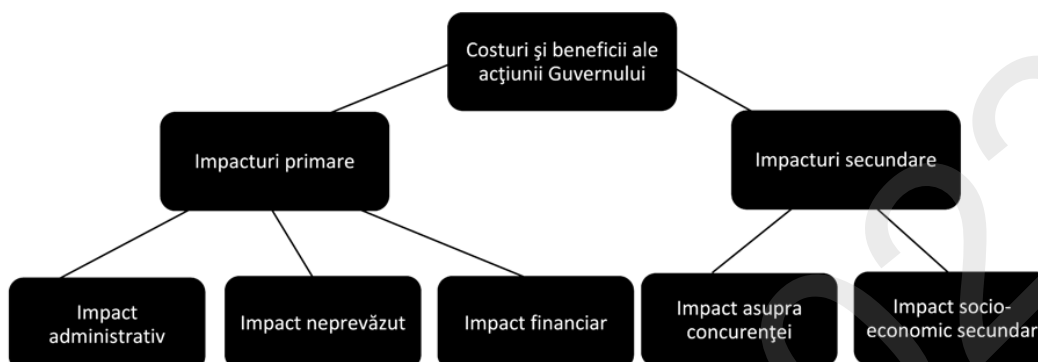 Costuri şi beneficii ale
acţiunii Guvernului
Impacturi primare
Impacturi secundare
Impact
administrativ
Impact neprevăzut
Impact financiar
Impact asupra
concurenţei
Impact socio-
economic secundar